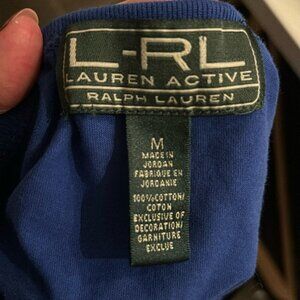 L-RL
LAUREN ACTIVE
RALPH LAUREN
M
MADE IN
JORDAN
FABRIQUE EN
JORDANIE
100%COTTON/
COTON
EXCLUSIVE OF
DECORATION/
GARNITURE
EXCLUE